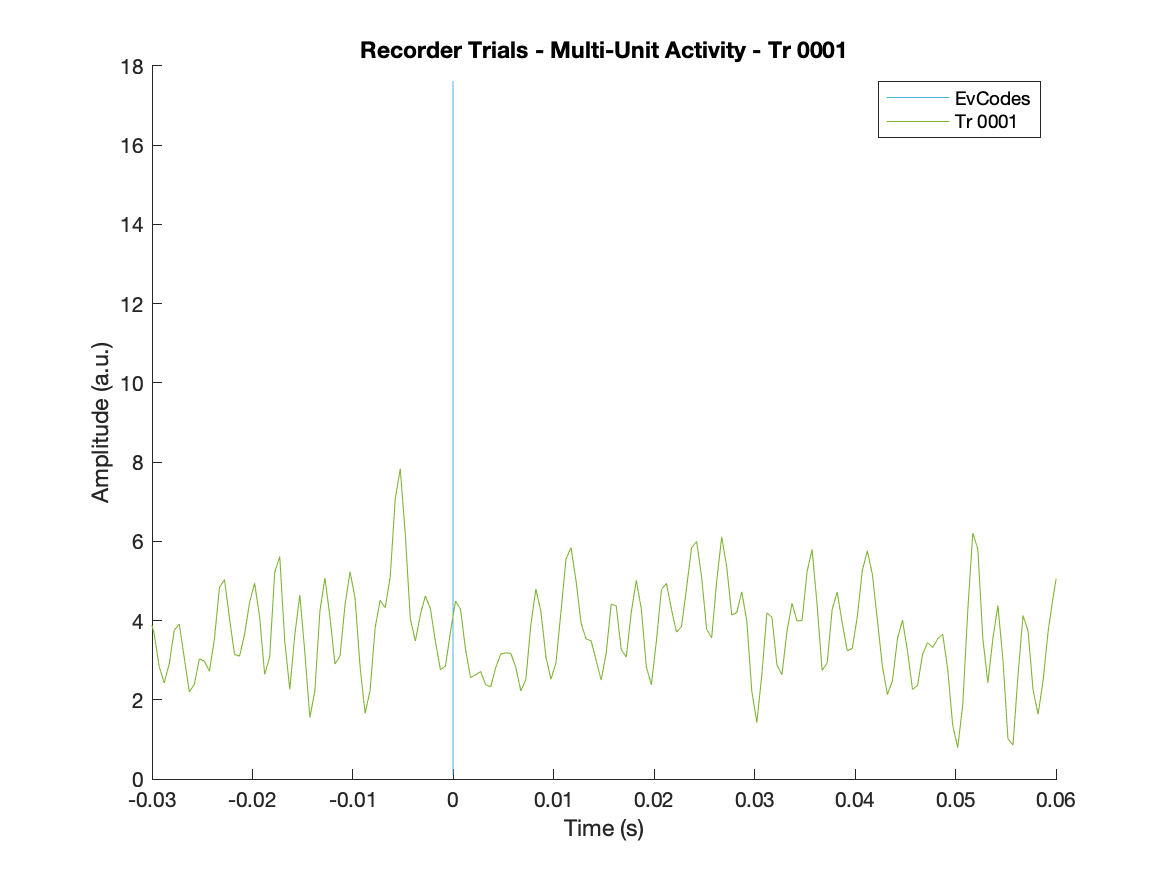 Recorder Trials - Multi-Unit Activity - Tr 0001
EvCodes
Tr 0001
18
16
14
12
10
8
6
4
2
0
Amplitude (a.u.)
-0.03 -0.02 -0.01 0 0.01 0.02 0.03 0.04 0.05 0.06
Time (s)